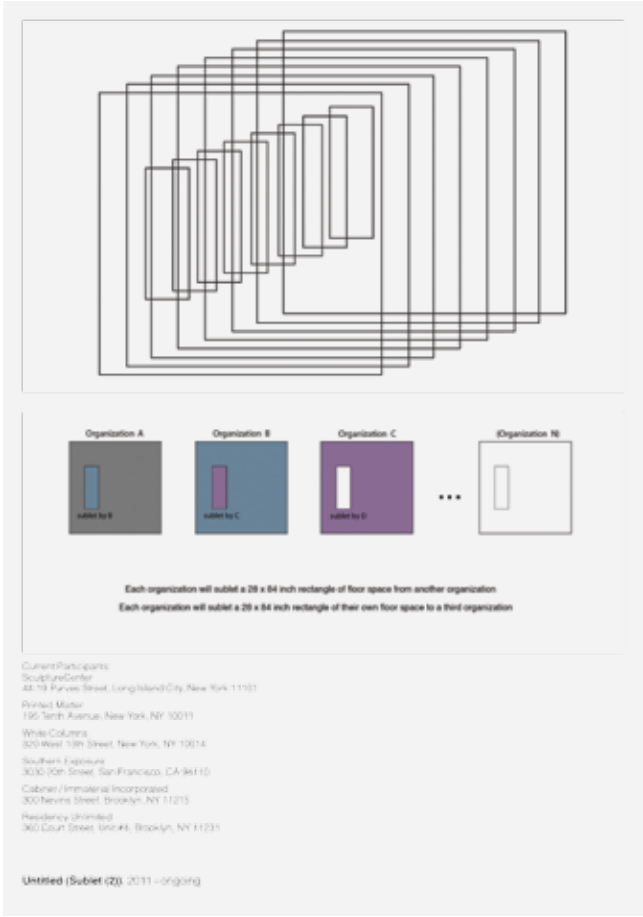 Organization A
Organization B
Organization C
(Organization N)
sublet by B
sublet by C
sublet by D
...
Each organization will sublet a 28 x 84 inch rectangle of floor space from another organization
Each organization will sublet a 28 x 84 inch rectangle of their own floor space to a third organization
Current Participants:
SculptureCenter
44-19 Purves Street, Long Island City, New York 11101
Printed Matter
195 Tenth Avenue, New York, NY 10011
White Columns
320 West 13th Street, New York, NY 10014
Southern Exposure
3030 20th Street, San Francisco, CA 94110
Cabinet / Immaterial Incorporated
300 Nevins Street, Brooklyn, NY 11215
Residency Unlimited
360 Court Street, Unit #4, Brooklyn, NY 11231
Untitled (Sublet (2)), 2011 – ongoing